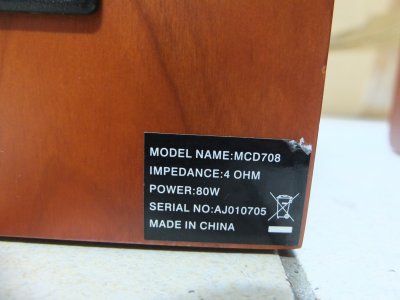 MODEL NAME:MCD708
IMPEDANCE:4 OHM
POWER:80W
SERIAL NO:AJ010705
MADE IN CHINA